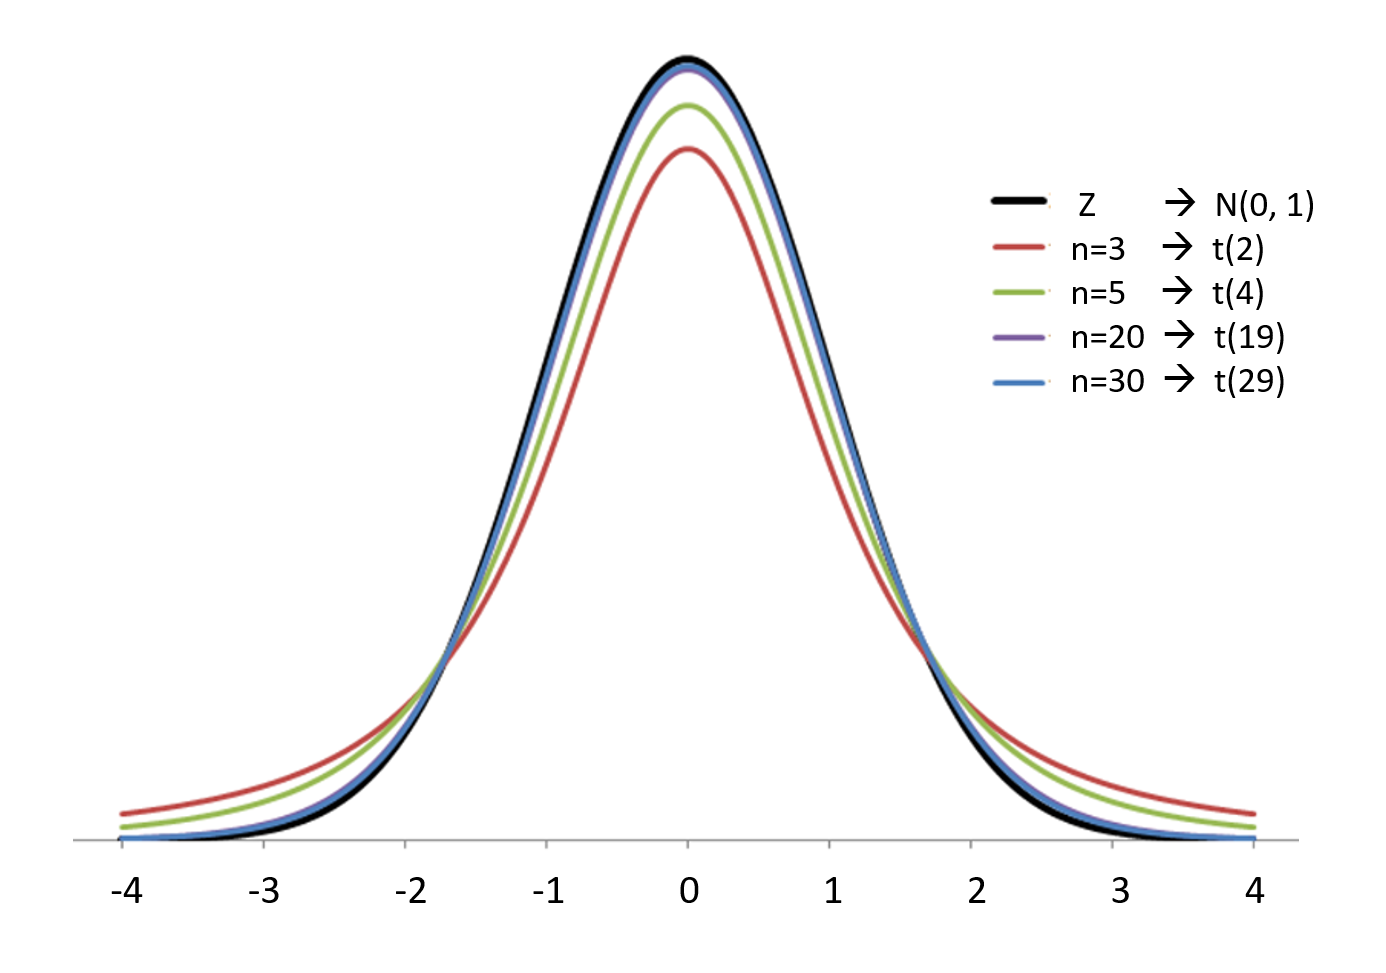 Z → N(0, 1)
n=3 → t(2)
n=5 → t(4)
n=20 → t(19)
n=30 → t(29)
-4 -3 -2 -1 0 1 2 3 4